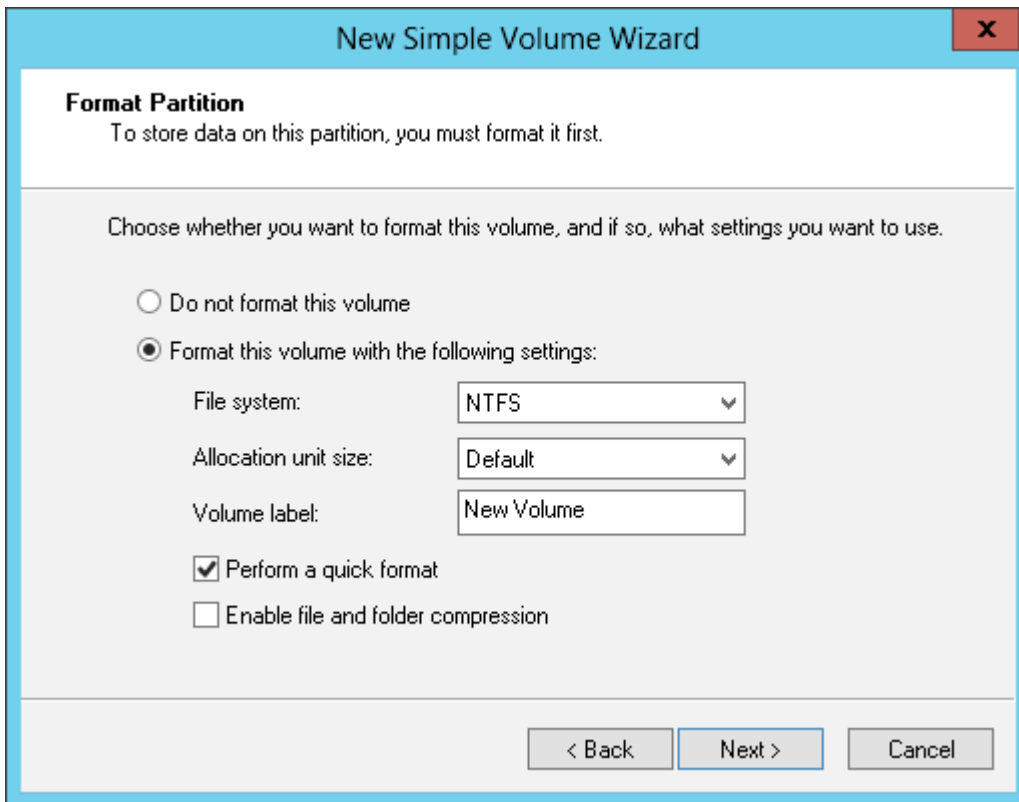 New Simple Volume Wizard
x
Format Partition
To store data on this partition, you must format it first.
Choose whether you want to format this volume, and if so, what settings you want to use.
Do not format this volume
Format this volume with the following settings:
File system: NTFS
Allocation unit size: Default
Volume label: New Volume
Perform a quick format
Enable file and folder compression
< Back Next > Cancel